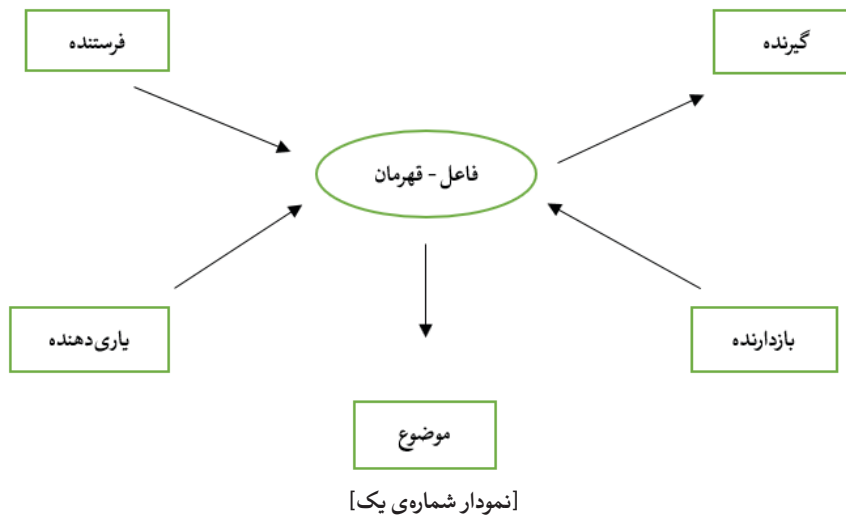 گیرنده
فرستنده
فاعل - قهرمان
بازدارنده
یاری‌دهنده
موضوع
[نمودار شماره‌ی یک]